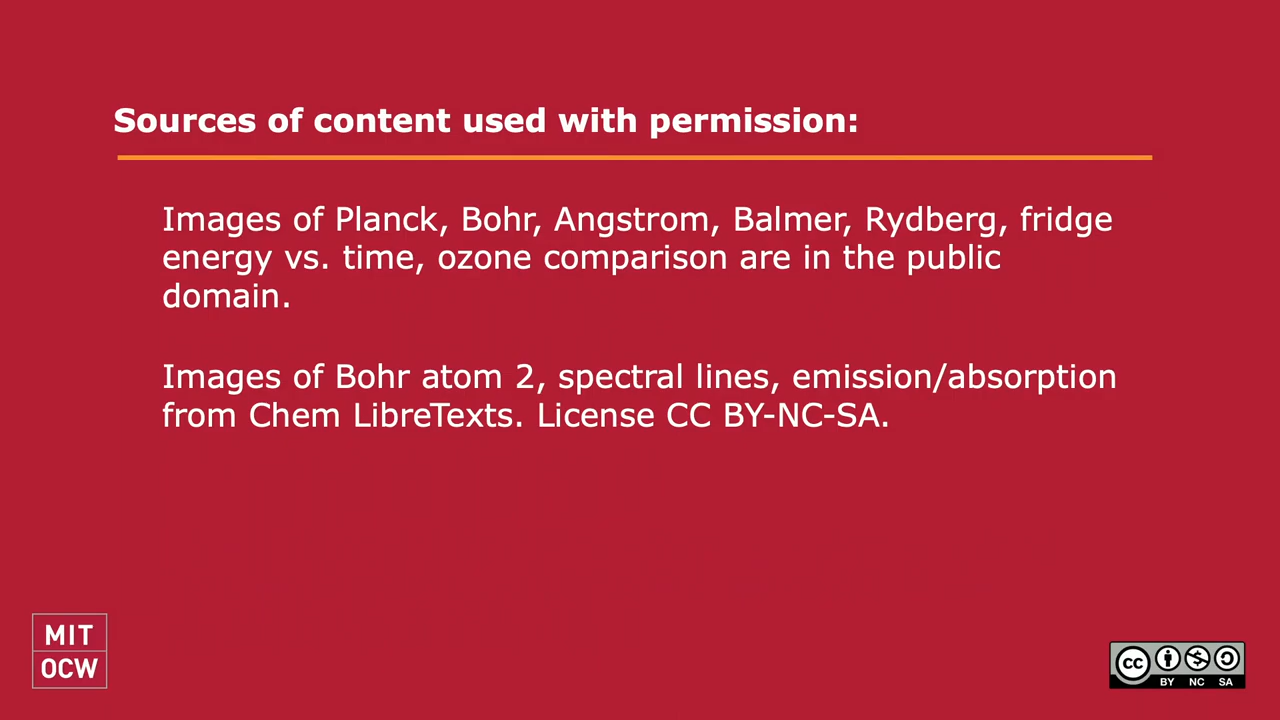 Sources of content used with permission:
Images of Planck, Bohr, Angstrom, Balmer, Rydberg, fridge
energy vs. time, ozone comparison are in the public
domain.
Images of Bohr atom 2, spectral lines, emission/absorption
from Chem LibreTexts. License CC BY-NC-SA.
MIT
OCW
cc
BY NC SA